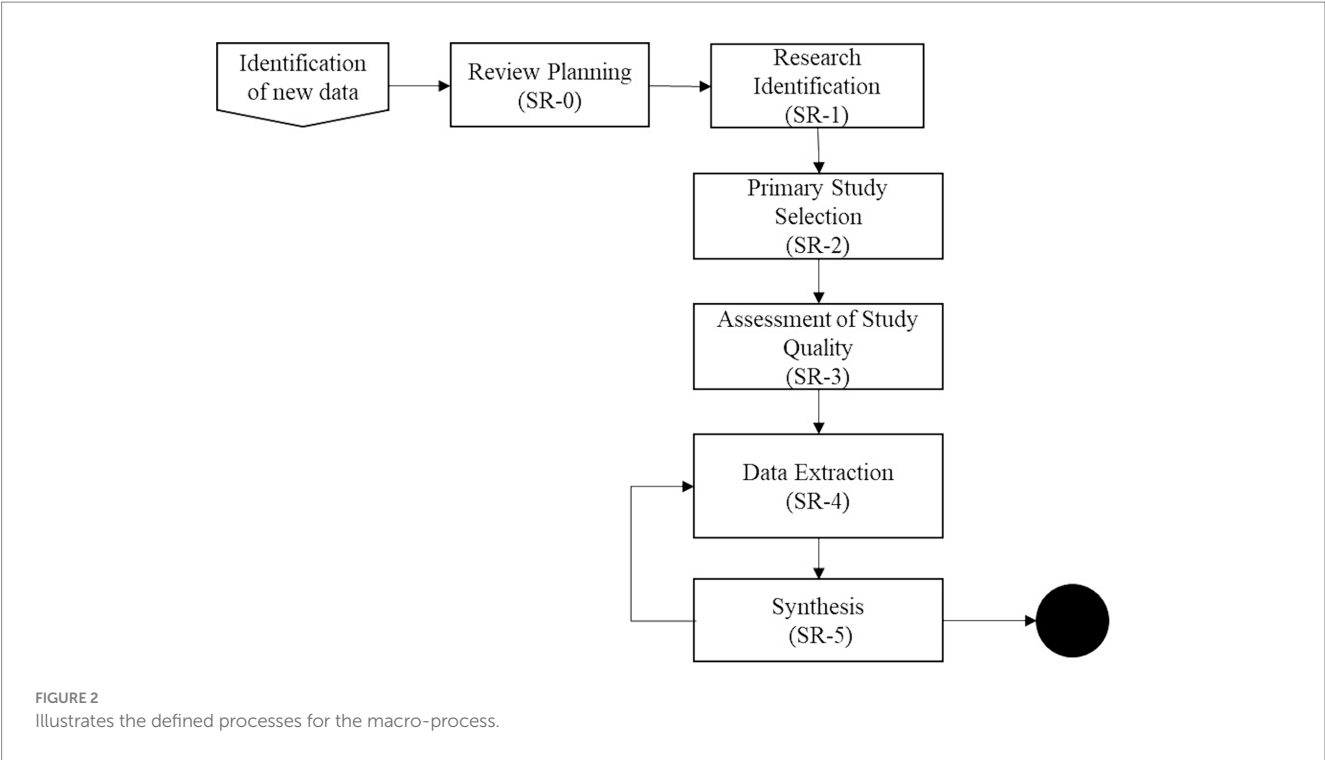 Identification
of new data
Review Planning
(SR-0)
Research
Identification
(SR-1)
Primary Study
Selection
(SR-2)
Assessment of Study
Quality
(SR-3)
Data Extraction
(SR-4)
Synthesis
(SR-5)
FIGURE 2
Illustrates the defined processes for the macro-process.